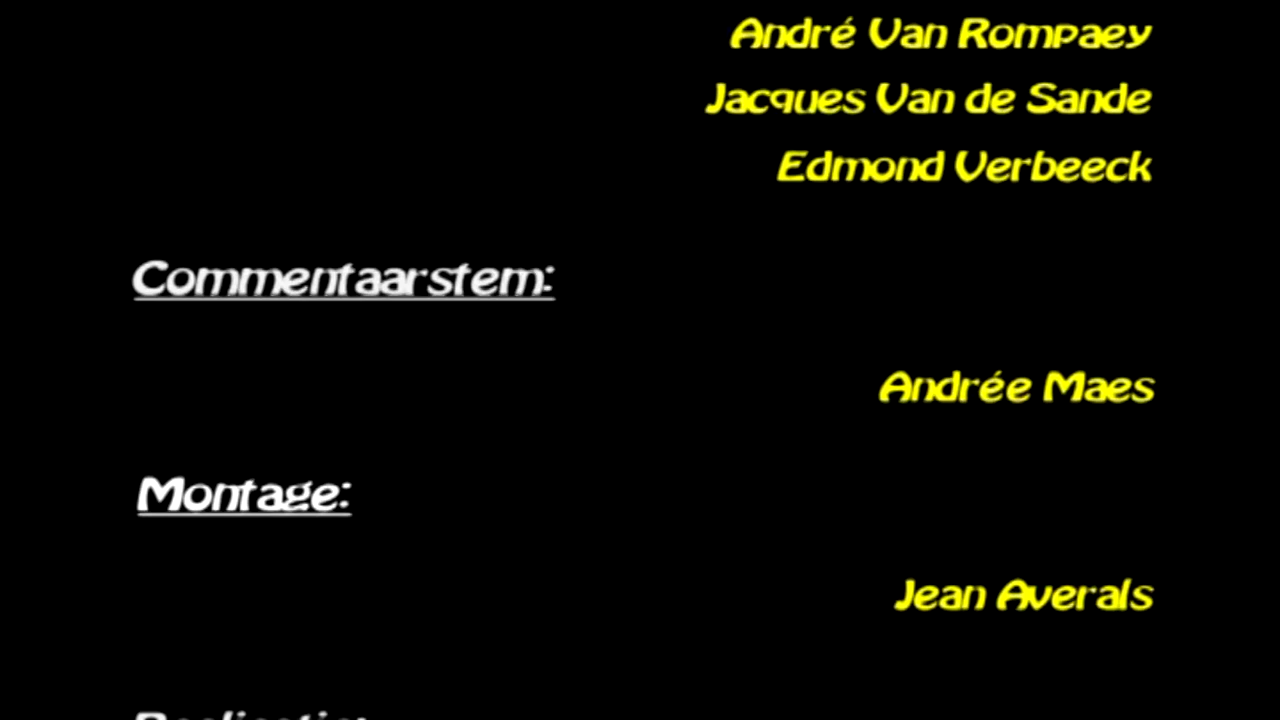 André Van Rompaey
Jacques Van de Sande
Edmond Verbeeck
Commentaarstem:
Andrée Maes
Montage:
Jean Averals